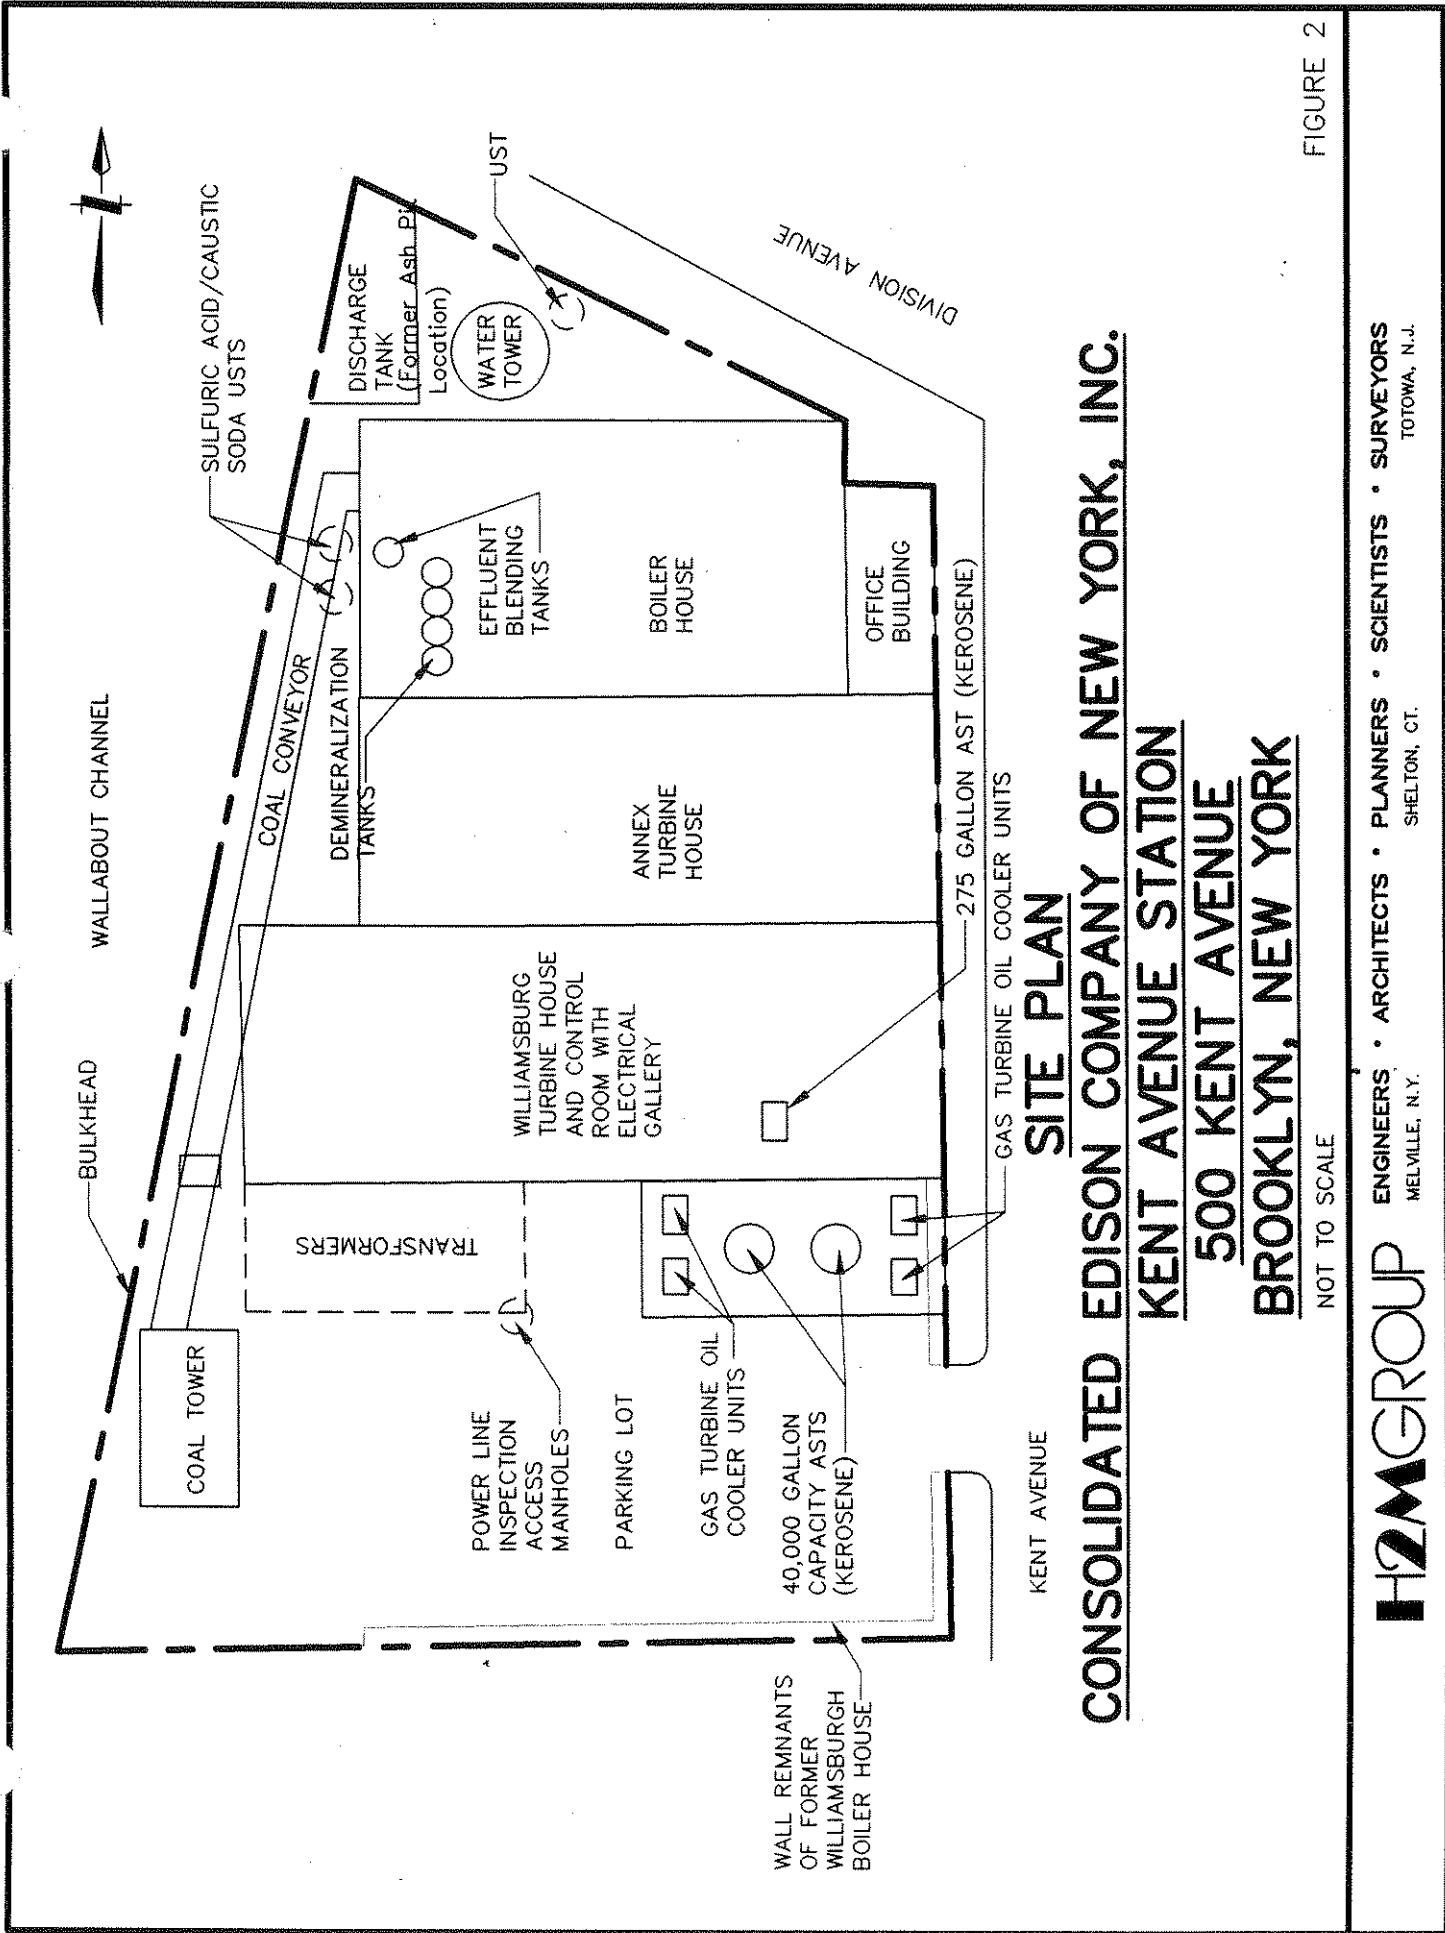 WALLABOUT CHANNEL
BULKHEAD
SULFURIC ACID/CAUSTIC
SODA USTS
COAL TOWER
COAL CONVEYOR
DISCHARGE
TANK
(Former Ash Pit
Location)
WATER
TOWER
UST
DEMINERALIZATION
TANKS
EFFLUENT
BLENDING
TANKS
TRANSFORMERS
WILLIAMSBURG
TURBINE HOUSE
AND CONTROL
ROOM WITH
ELECTRICAL
GALLERY
ANNEX
TURBINE
HOUSE
BOILER
HOUSE
OFFICE
BUILDING
DIVISION AVENUE
POWER LINE
INSPECTION
ACCESS
MANHOLES
PARKING LOT
GAS TURBINE OIL
COOLER UNITS
40,000 GALLON
CAPACITY ASTS
(KEROSENE)
WALL REMNANTS
OF FORMER
WILLIAMSBURGH
BOILER HOUSE
275 GALLON AST (KEROSENE)
GAS TURBINE OIL COOLER UNITS
KENT AVENUE
SITE PLAN
CONSOLIDATED EDISON COMPANY OF NEW YORK, INC.
KENT AVENUE STATION
500 KENT AVENUE
BROOKLYN, NEW YORK
NOT TO SCALE
FIGURE 2
H2MGROUP
ENGINEERS • ARCHITECTS • PLANNERS • SCIENTISTS • SURVEYORS
MELVILLE, N.Y. SHELTON, CT. TOTOWA, N.J.